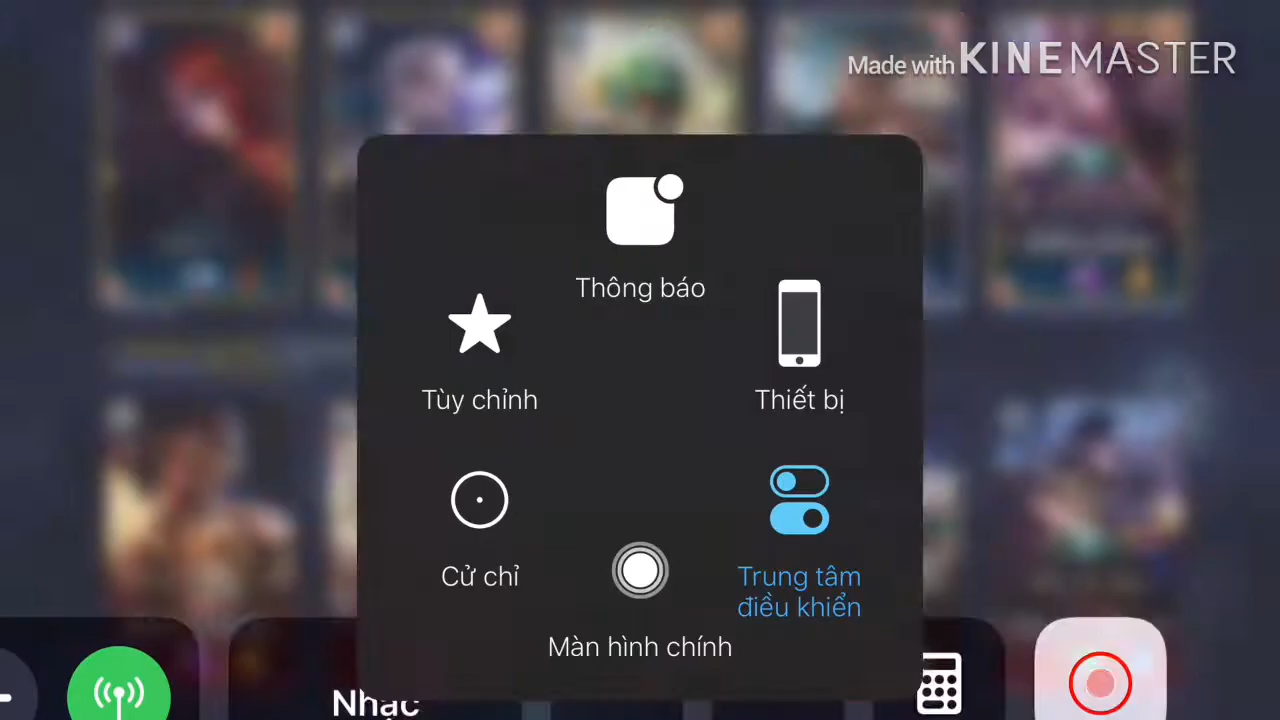 Made with KINEMASTER
Thông báo
Tùy chỉnh
Thiết bị
Cử chỉ
Trung tâm
điều khiển
Màn hình chính
Nhạc